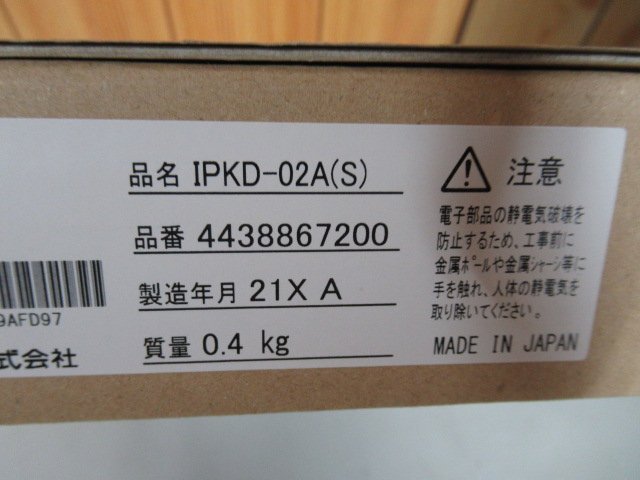 品名 IPKD-02A(S)
品番 4438867200
製造年月 21X A
質量 0.4 kg
9AFD97
式会社
注意
電子部品の静電気破壊を
防止するため、工事前に
金属ポールや金属シャーシ等に
手を触れ、人体の静電気を
取り除いてください。
MADE IN JAPAN